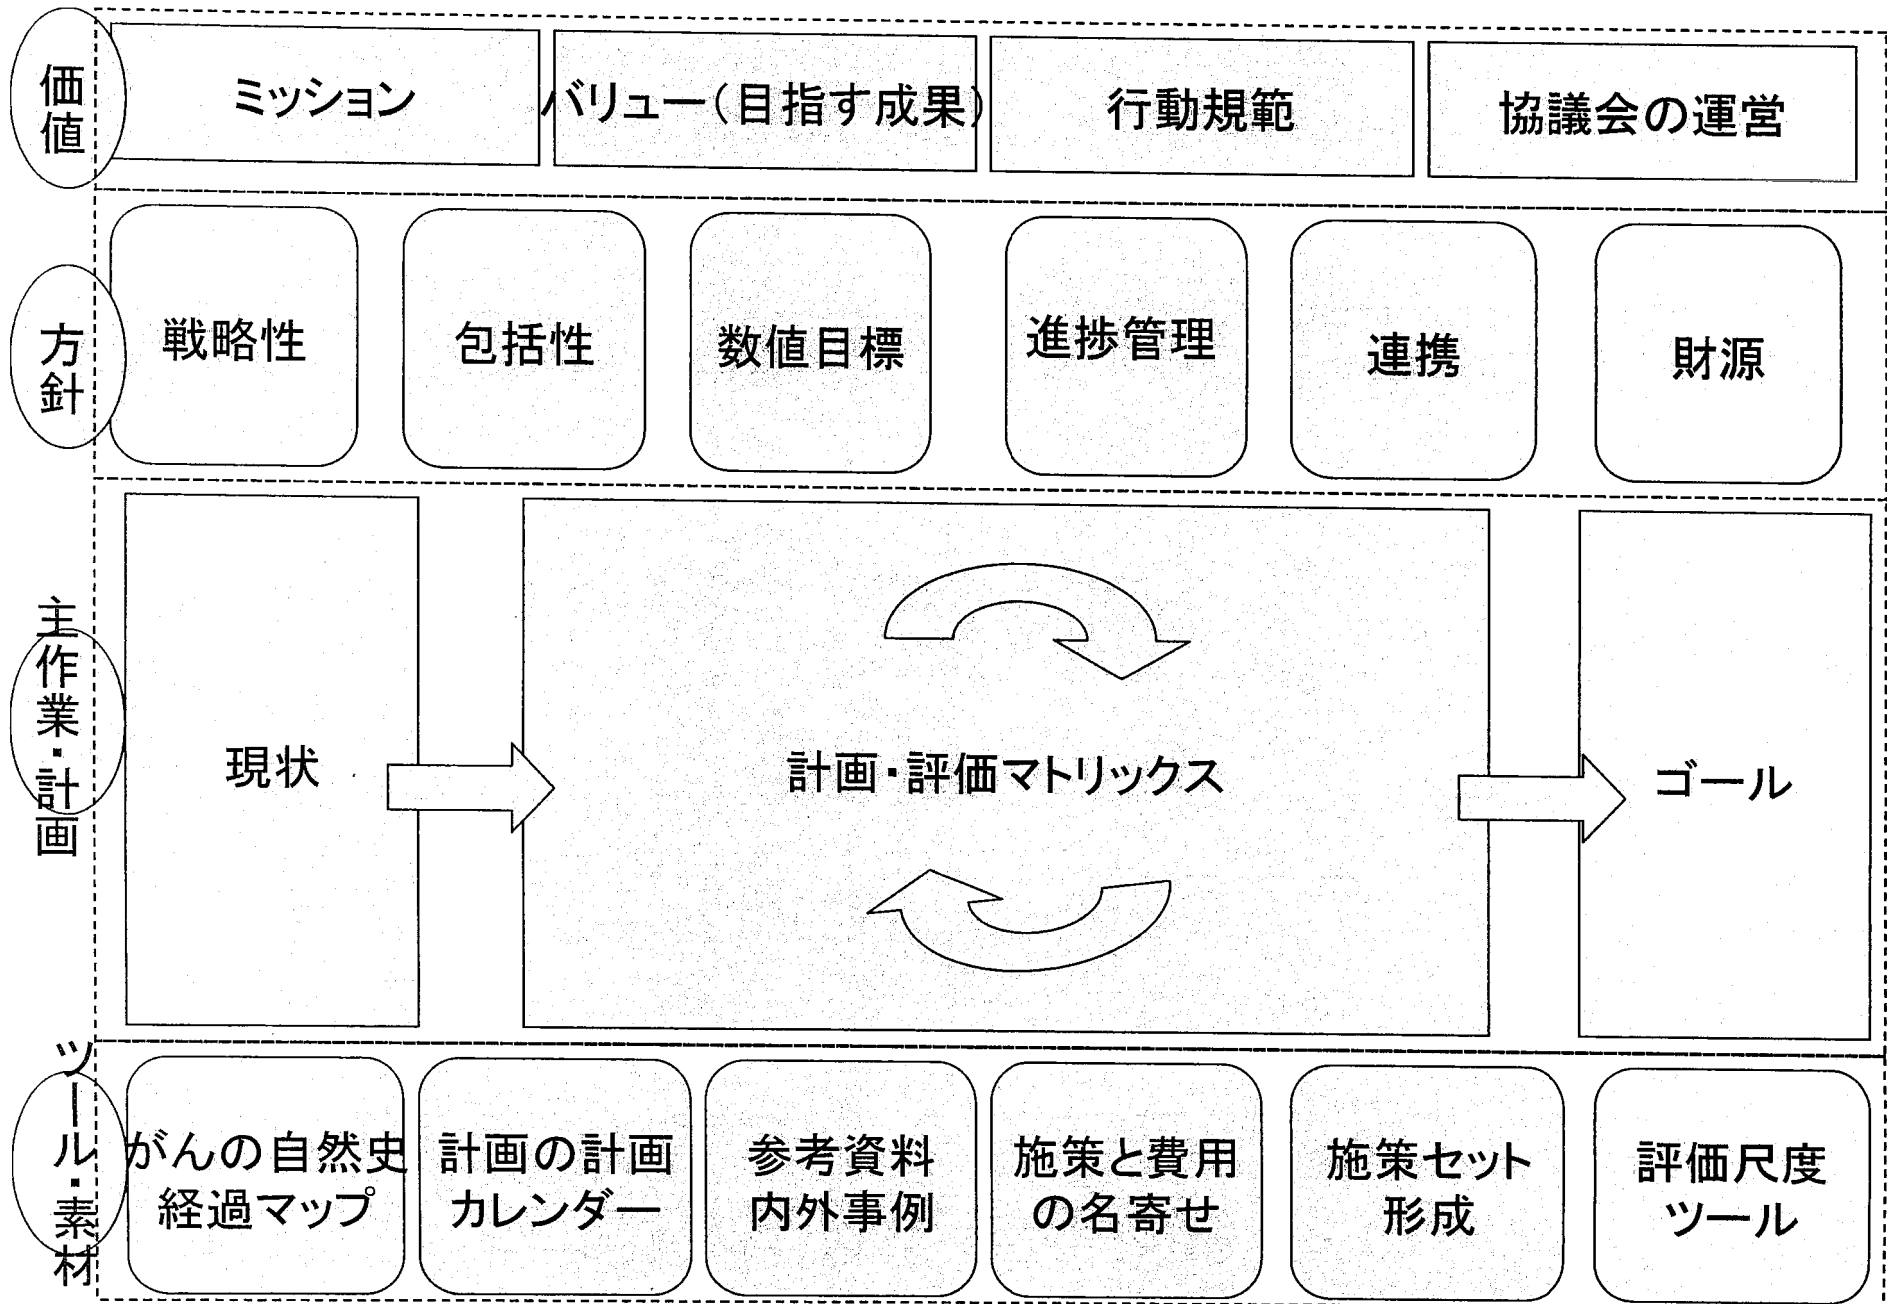 価値
ミッション
バリュー(目指す成果)
行動規範
協議会の運営
方針
戦略性
包括性
数値目標
進捗管理
連携
財源
主作業・計画
現状
計画・評価マトリックス
ゴール
ツール・素材
がんの自然史
経過マップ
計画の計画
カレンダー
参考資料
内外事例
施策と費用
の名寄せ
施策セット
形成
評価尺度
ツール